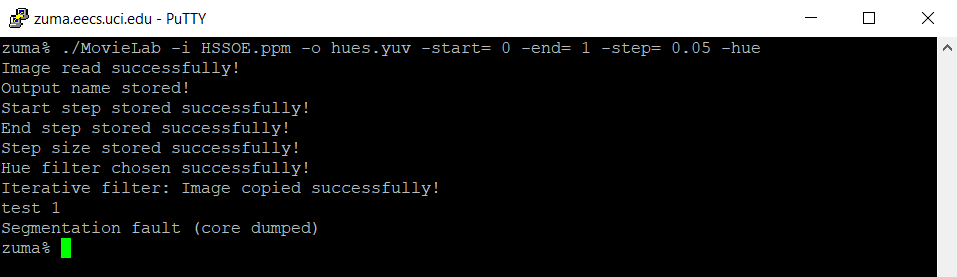 zuma.eecs.uci.edu - PuTTY
zuma% ./MovieLab -i HSSOE.ppm -o hues.yuv -start= 0 -end= 1 -step= 0.05 -hue
Image read successfully!
Output name stored!
Start step stored successfully!
End step stored successfully!
Step size stored successfully!
Hue filter chosen successfully!
Iterative filter: Image copied successfully!
test 1
Segmentation fault (core dumped)
zuma%